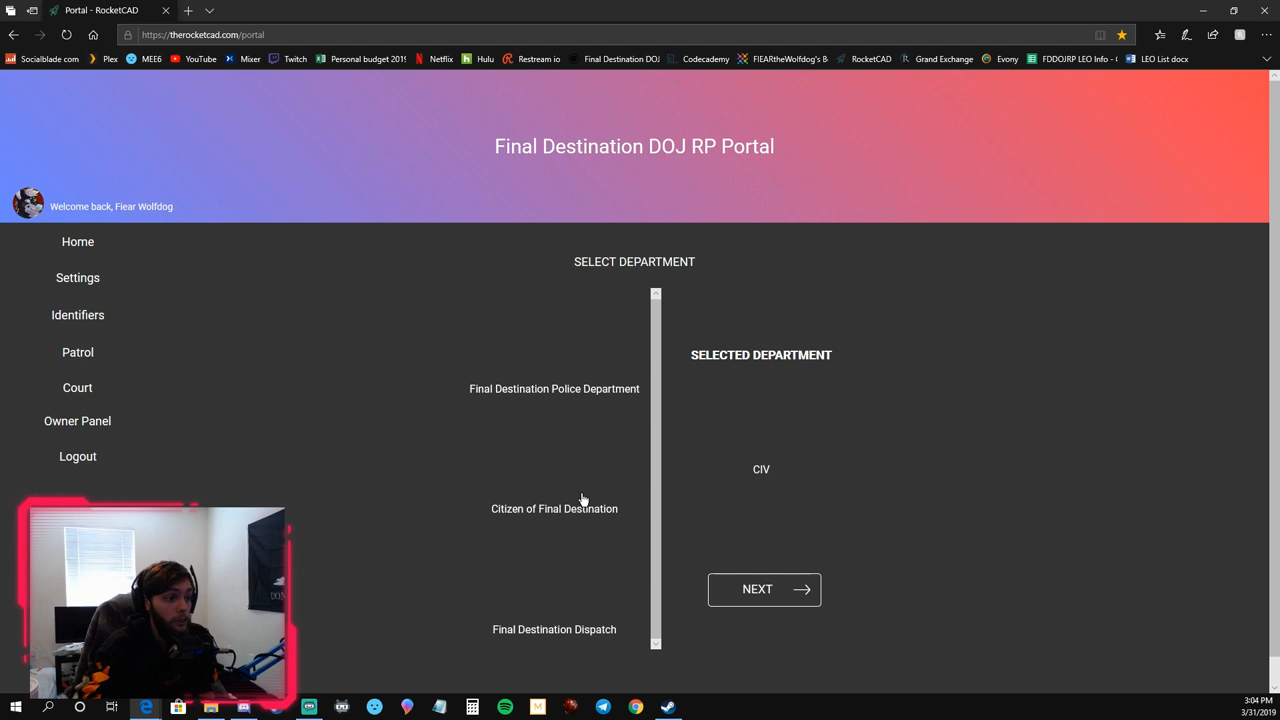 Portal - RocketCAD
https://therocketcad.com/portal
Socialblade.com Plex MEE6 YouTube Mixer Twitch Personal budget 2019 Netflix Hulu Restream io Final Destination DOJ Codecademy FIEARtheWolfdog's B RocketCAD Grand Exchange Evony FDDOJRP LEO Info - ( LEO List docx
Final Destination DOJ RP Portal
Welcome back, Fiear Wolfdog
Home
Settings
Identifiers
Patrol
Court
Owner Panel
Logout
SELECT DEPARTMENT
Final Destination Police Department
Citizen of Final Destination
Final Destination Dispatch
SELECTED DEPARTMENT
CIV
NEXT
3:04 PM
3/31/2019